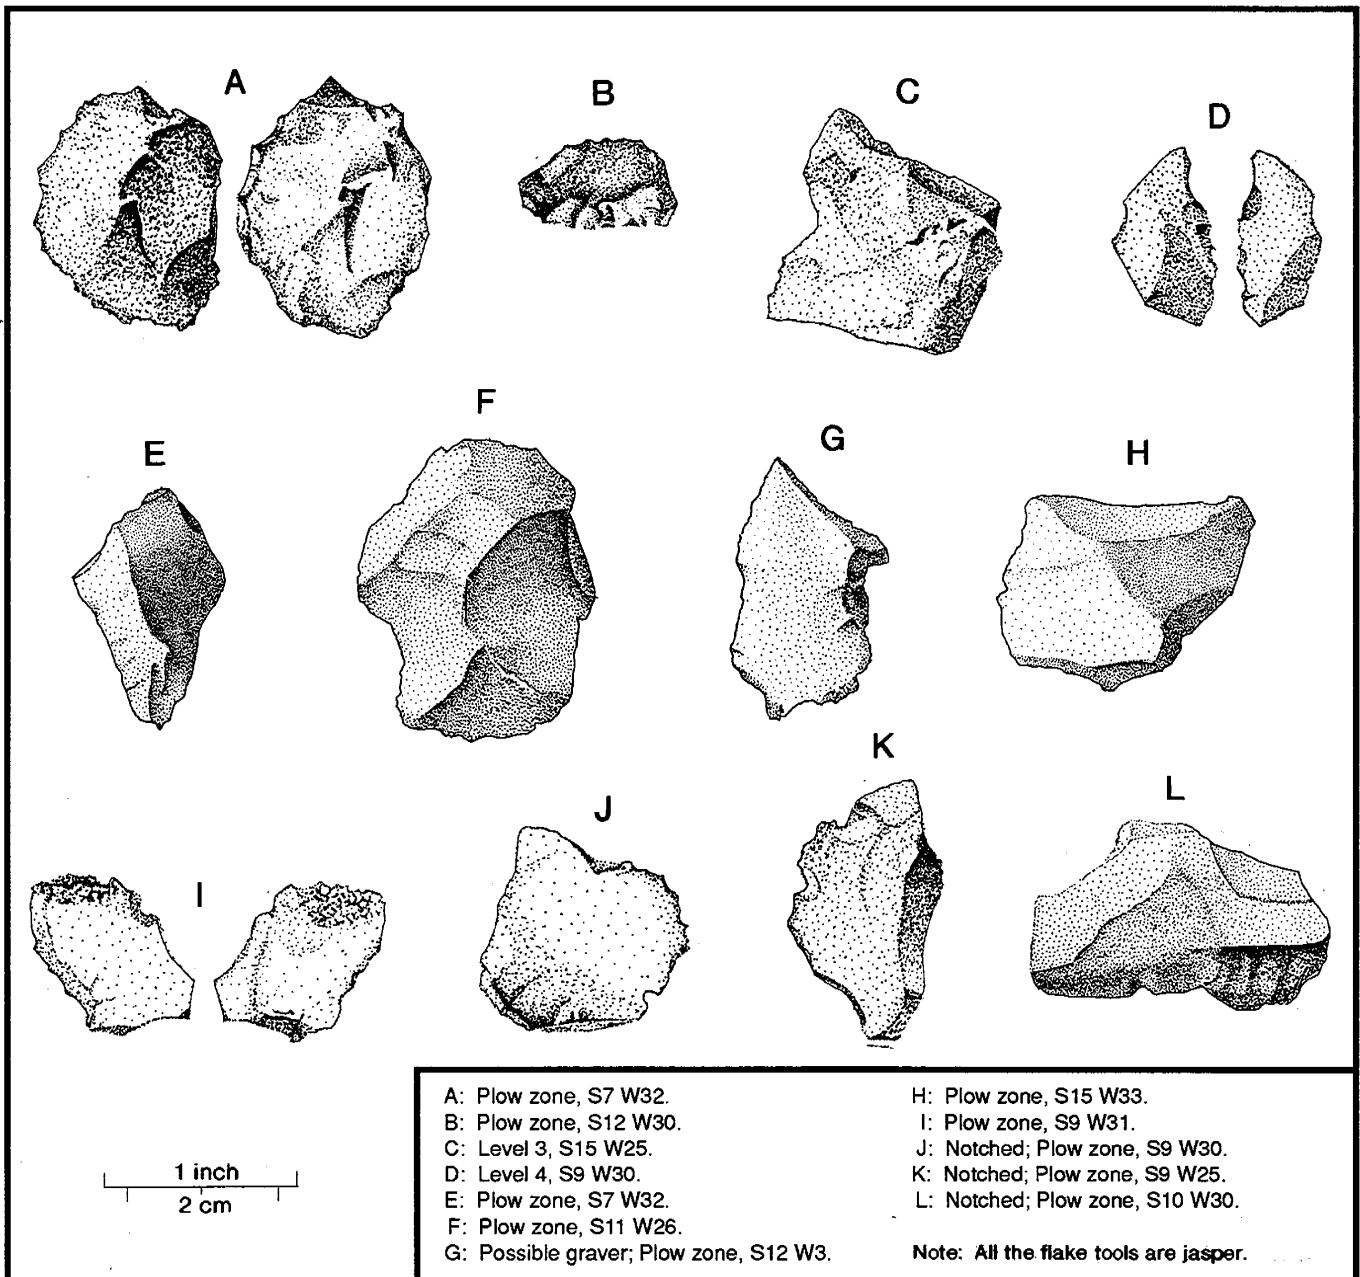 A
B
C
D
E
F
G
H
I
J
K
L
1 inch
2 cm
A: Plow zone, S7 W32.
B: Plow zone, S12 W30.
C: Level 3, S15 W25.
D: Level 4, S9 W30.
E: Plow zone, S7 W32.
F: Plow zone, S11 W26.
G: Possible graver; Plow zone, S12 W3.
H: Plow zone, S15 W33.
I: Plow zone, S9 W31.
J: Notched; Plow zone, S9 W30.
K: Notched; Plow zone, S9 W25.
L: Notched; Plow zone, S10 W30.
Note: All the flake tools are jasper.